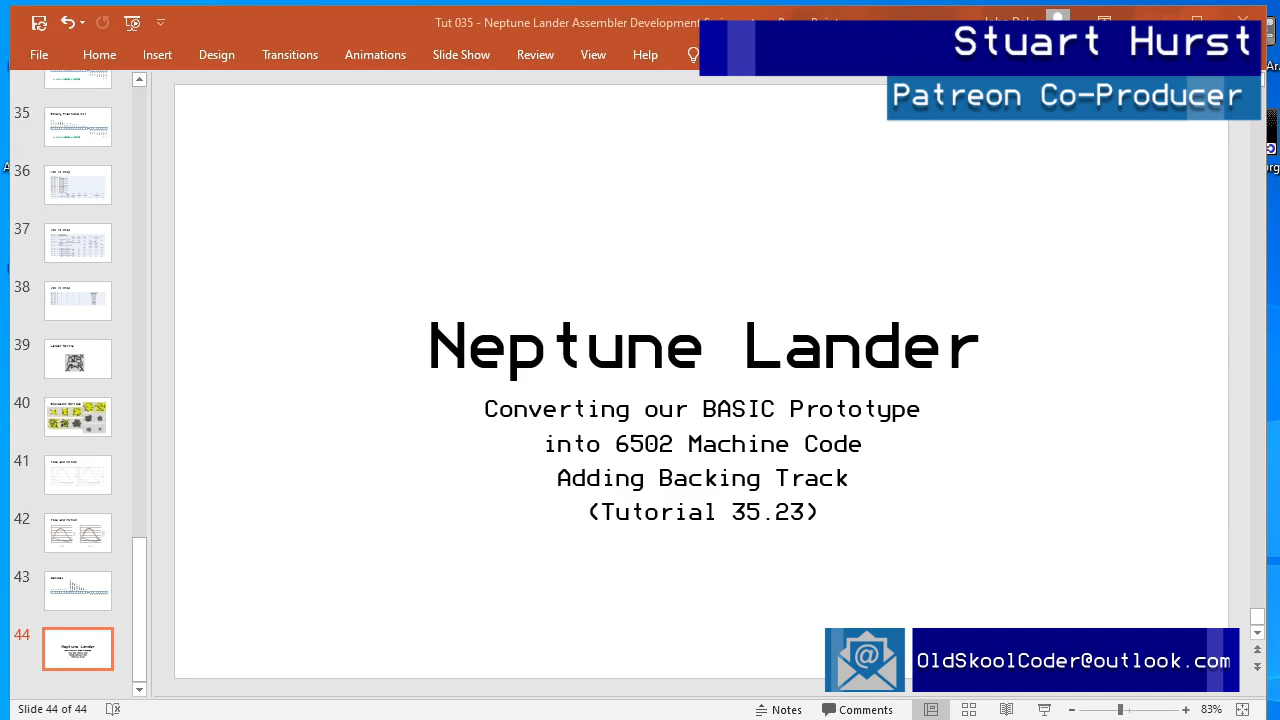 Tut 035 - Neptune Lander Assembler Development
File Home Insert Design Transitions Animations Slide Show Review View Help
Stuart Hurst
Patreon Co-Producer
35
36
37
38
39
40
41
42
43
44
Neptune Lander
Converting our BASIC Prototype
into 6502 Machine Code
Adding Backing Track
(Tutorial 35.23)
@
OldSkoolCoder@outlook.com
Slide 44 of 44
Notes Comments 83%